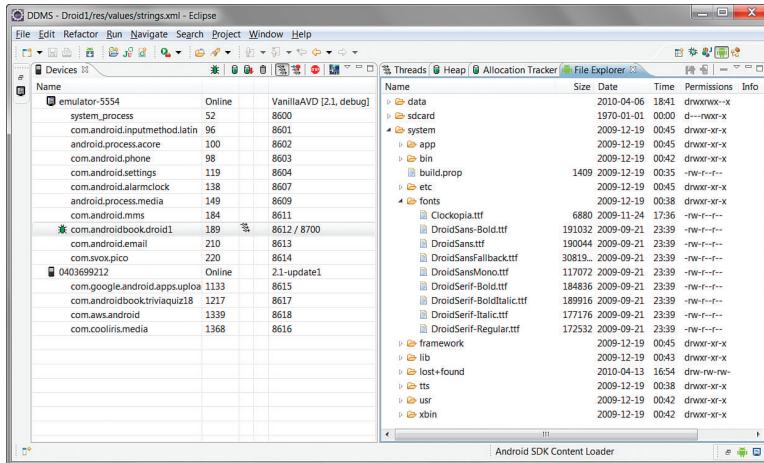 DDMS - Droid1/res/values/strings.xml - Eclipse
File Edit Refactor Run Navigate Search Project Window Help
Devices
Name
emulator-5554 Online VanillaAVD [2.1, debug]
system_process 52 8600
com.android.inputmethod.latin 96 8601
android.process.acore 100 8602
com.android.phone 98 8603
com.android.settings 119 8604
com.android.alarmclock 138 8607
android.process.media 149 8609
com.android.mms 184 8611
com.androidbook.droid1 189 8612 / 8700
com.android.email 210 8613
com.svox.pico 220 8614
0403699212 Online 2.1-update1
com.google.android.apps.uploa 1133 8615
com.androidbook.triviaquiz18 1217 8617
com.aws.android 1339 8618
com.cooliris.media 1368 8616
Threads Heap Allocation Tracker File Explorer
Name Size Date Time Permissions Info
data 2010-04-06 18:41 drwxrwx--x
sdcard 1970-01-01 00:00 d---rwxr-x
system 2009-12-19 00:45 drwxr-xr-x
app 2009-12-19 00:45 drwxr-xr-x
bin 2009-12-19 00:42 drwxr-xr-x
build.prop 1409 2009-12-19 00:35 -rw-r--r--
etc 2009-12-19 00:45 drwxr-xr-x
fonts 2009-12-19 00:38 drwxr-xr-x
Clockopia.ttf 6880 2009-11-24 17:36 -rw-r--r--
DroidSans-Bold.ttf 191032 2009-09-21 23:39 -rw-r--r--
DroidSans.ttf 190044 2009-09-21 23:39 -rw-r--r--
DroidSansFallback.ttf 30819... 2009-09-21 23:39 -rw-r--r--
DroidSansMono.ttf 117072 2009-09-21 23:39 -rw-r--r--
DroidSerif-Bold.ttf 184836 2009-09-21 23:39 -rw-r--r--
DroidSerif-BoldItalic.ttf 189916 2009-09-21 23:39 -rw-r--r--
DroidSerif-Italic.ttf 177176 2009-09-21 23:39 -rw-r--r--
DroidSerif-Regular.ttf 172532 2009-09-21 23:39 -rw-r--r--
framework 2009-12-19 00:45 drwxr-xr-x
lib 2009-12-19 00:43 drwxr-xr-x
lost+found 2010-04-13 16:54 drw-rw-rw-
tts 2009-12-19 00:38 drwxr-xr-x
usr 2009-12-19 00:42 drwxr-xr-x
xbin 2009-12-19 00:42 drwxr-xr-x
Android SDK Content Loader